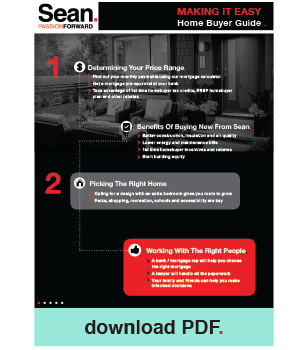 Sean.
PASSIONFORWARD
MAKING IT EASY
Home Buyer Guide.
1
Determining Your Price Range.
Find out your monthly payments using our mortgage calculator
Get a mortgage pre-approval at your bank
Take advantage of 1st time homebuyer tax credits, RRSP homebuyer
plan and other rebates
Benefits Of Buying New From Sean.
Better construction, insulation and air quality
Lower energy and maintenance bills
1st time homebuyer incentives and rebates
Start building equity
2
Picking The Right Home
Opting for a design with an extra bedroom gives you room to grow
Parks, shopping, recreation, schools and accessibility are key
Working With The Right People.
A bank / mortgage rep will help you choose
the right mortgage
A lawyer will handle all the paperwork
Your family and friends can help you make
informed decisions
download PDF.